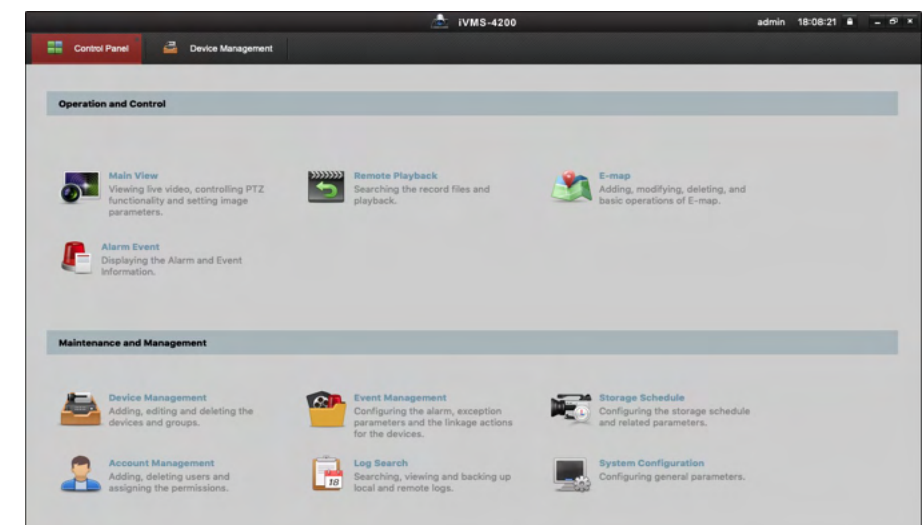 iVMS-4200
admin 18:08:21
Control Panel
Device Management
Operation and Control
Main View
Viewing live video, controlling PTZ
functionality and setting image
parameters.
Remote Playback
Searching the record files and
playback.
E-map
Adding, modifying, deleting, and
basic operations of E-map.
Alarm Event
Displaying the Alarm and Event
Information.
Maintenance and Management
Device Management
Adding, editing and deleting the
devices and groups.
Event Management
Configuring the alarm, exception
parameters and the linkage actions
for the devices.
Storage Schedule
Configuring the storage schedule
and related parameters.
Account Management
Adding, deleting users and
assigning the permissions.
18
Log Search
Searching, viewing and backing up
local and remote logs.
System Configuration
Configuring general parameters.